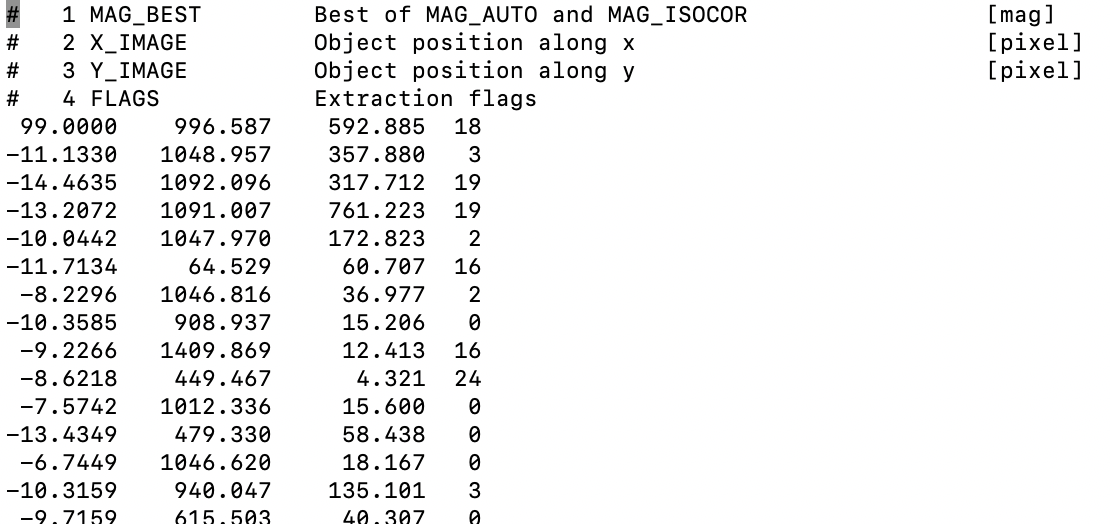 #   1 MAG_BEST        Best of MAG_AUTO and MAG_ISOCOR                 [mag]
#   2 X_IMAGE         Object position along x                         [pixel]
#   3 Y_IMAGE         Object position along y                         [pixel]
#   4 FLAGS           Extraction flags
 99.0000    996.587    592.885  18
-11.1330   1048.957    357.880   3
-14.4635   1092.096    317.712  19
-13.2072   1091.007    761.223  19
-10.0442   1047.970    172.823   2
-11.7134     64.529     60.707  16
 -8.2296   1046.816     36.977   2
-10.3585    908.937     15.206   0
 -9.2266   1409.869     12.413  16
 -8.6218    449.467      4.321  24
 -7.5742   1012.336     15.600   0
-13.4349    479.330     58.438   0
 -6.7449   1046.620     18.167   0
-10.3159    940.047    135.101   3
 -9.7159    615.503     40.307   0